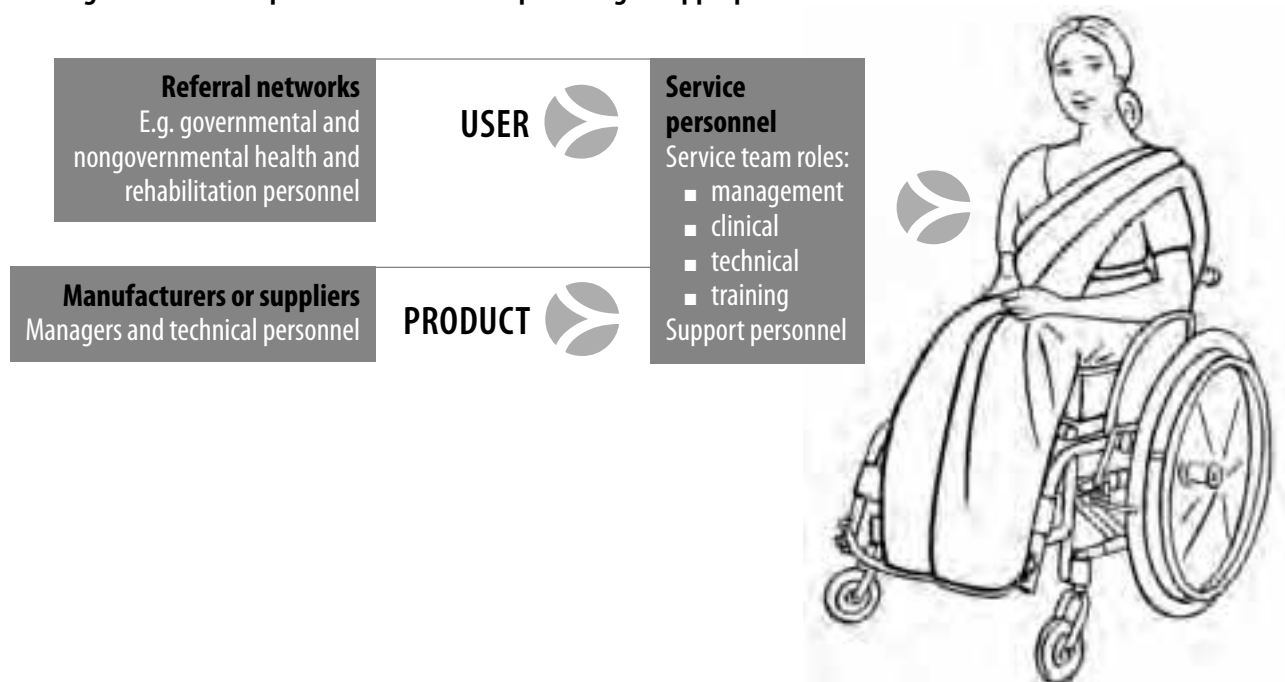 Referral networks
E.g. governmental and
nongovernmental health and
rehabilitation personnel
USER
Service
personnel
Service team roles:
■ management
■ clinical
■ technical
■ training
Support personnel
Manufacturers or suppliers
Managers and technical personnel
PRODUCT